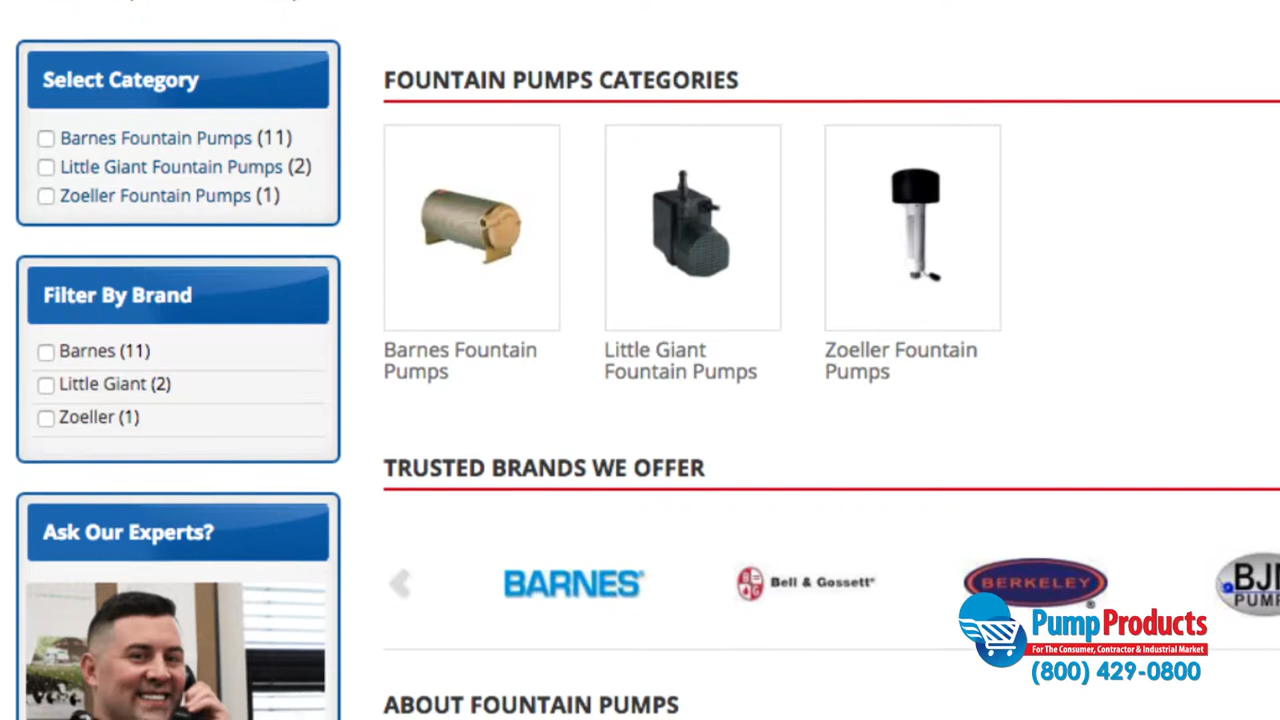 Select Category
Barnes Fountain Pumps (11)
Little Giant Fountain Pumps (2)
Zoeller Fountain Pumps (1)
Filter By Brand
Barnes (11)
Little Giant (2)
Zoeller (1)
Ask Our Experts?
FOUNTAIN PUMPS CATEGORIES
Barnes Fountain
Pumps
Little Giant
Fountain Pumps
Zoeller Fountain
Pumps
TRUSTED BRANDS WE OFFER
BARNES®
B&G Bell & Gossett®
BERKELEY®
PumpProducts
For The Consumer, Contractor & Industrial Market
(800) 429-0800
ABOUT FOUNTAIN PUMPS